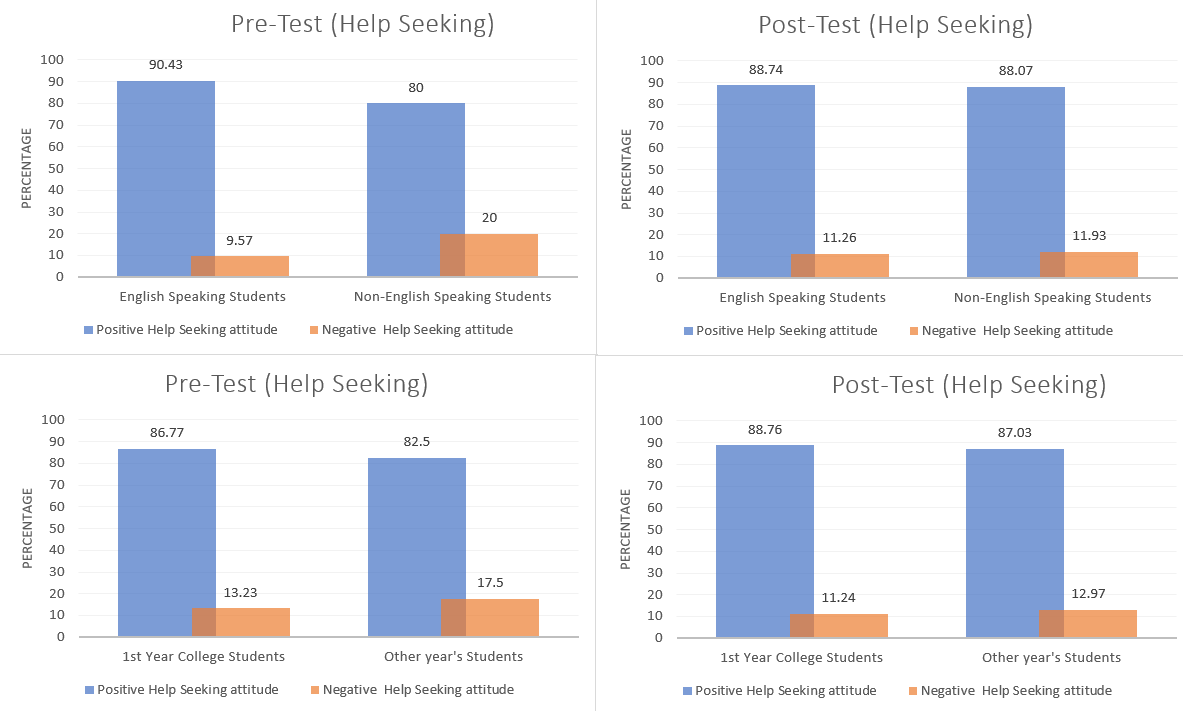 Pre-Test (Help Seeking)
100
90
80
70
60
50
40
30
20
10
0
PERCENTAGE
90.43
9.57
80
20
English Speaking Students
Non-English Speaking Students
Positive Help Seeking attitude
Negative  Help Seeking attitude
Post-Test (Help Seeking)
100
90
80
70
60
50
40
30
20
10
0
PERCENTAGE
88.74
11.26
88.07
11.93
English Speaking Students
Non-English Speaking Students
Positive Help Seeking attitude
Negative  Help Seeking attitude
Pre-Test (Help Seeking)
100
90
80
70
60
50
40
30
20
10
0
PERCENTAGE
86.77
13.23
82.5
17.5
1st Year College Students
Other year's Students
Positive Help Seeking attitude
Negative  Help Seeking attitude
Post-Test (Help Seeking)
100
90
80
70
60
50
40
30
20
10
0
PERCENTAGE
88.76
11.24
87.03
12.97
1st Year College Students
Other year's Students
Positive Help Seeking attitude
Negative  Help Seeking attitude